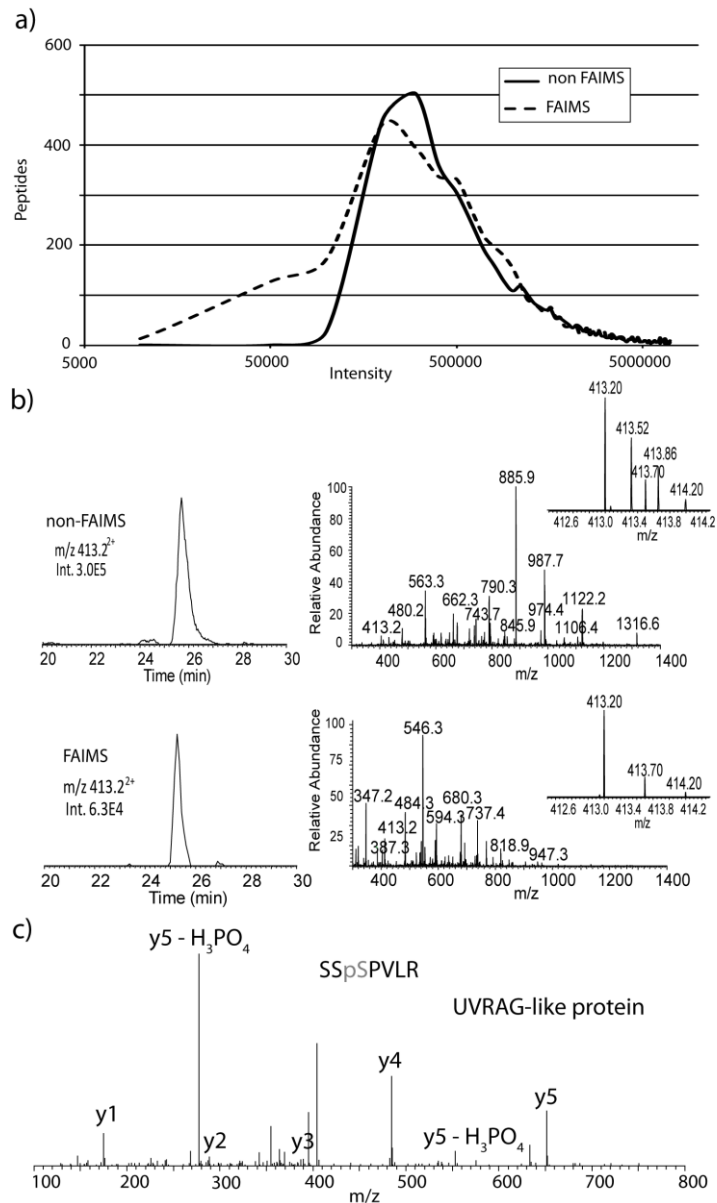 a)
600
400
200
0
Peptides
5000
50000
500000
5000000
Intensity
non FAIMS
FAIMS
b)
non-FAIMS
m/z 413.2²⁺
Int. 3.0E5
20 22 24 26 28 30
Time (min)
Relative Abundance
100
80
60
40
20
0
413.2
480.2
563.3
662.3
743.7
790.3
845.9
885.9
974.4
987.7
1106.4
1122.2
1316.6
400 600 800 1000 1200 1400
m/z
413.20
413.52
413.86
413.70
414.20
412.6 413.0 413.4 413.8 414.2
m/z
FAIMS
m/z 413.2²⁺
Int. 6.3E4
20 22 24 26 28 30
Time (min)
Relative Abundance
100
75
50
25
347.2
387.3
413.2
484.3
546.3
594.3
680.3
737.4
818.9
947.3
400 600 800 1000 1200 1400
m/z
413.20
413.70
414.20
412.6 413.0 413.4 413.8 414.2
m/z
c)
y5 - H₃PO₄
SSpSPVLR
UVRAG-like protein
y1
y2
y3
y4
y5 - H₃PO₄
y5
100 200 300 400 500 600 700 800
m/z